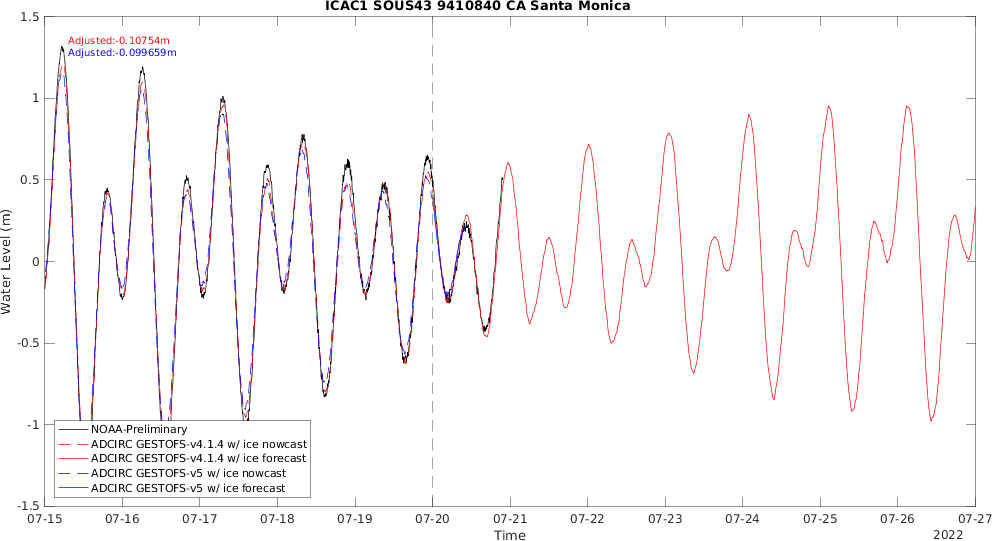 ICAC1 SOUS43 9410840 CA Santa Monica
Adjusted:-0.10754m
Adjusted:-0.099659m
1.5
1
0.5
0
-0.5
-1
-1.5
Water Level (m)
NOAA-Preliminary
ADCIRC GESTOFS-v4.1.4 w/ ice nowcast
ADCIRC GESTOFS-v4.1.4 w/ ice forecast
ADCIRC GESTOFS-v5 w/ ice nowcast
ADCIRC GESTOFS-v5 w/ ice forecast
07-15 07-16 07-17 07-18 07-19 07-20 07-21 07-22 07-23 07-24 07-25 07-26 07-27
Time
2022